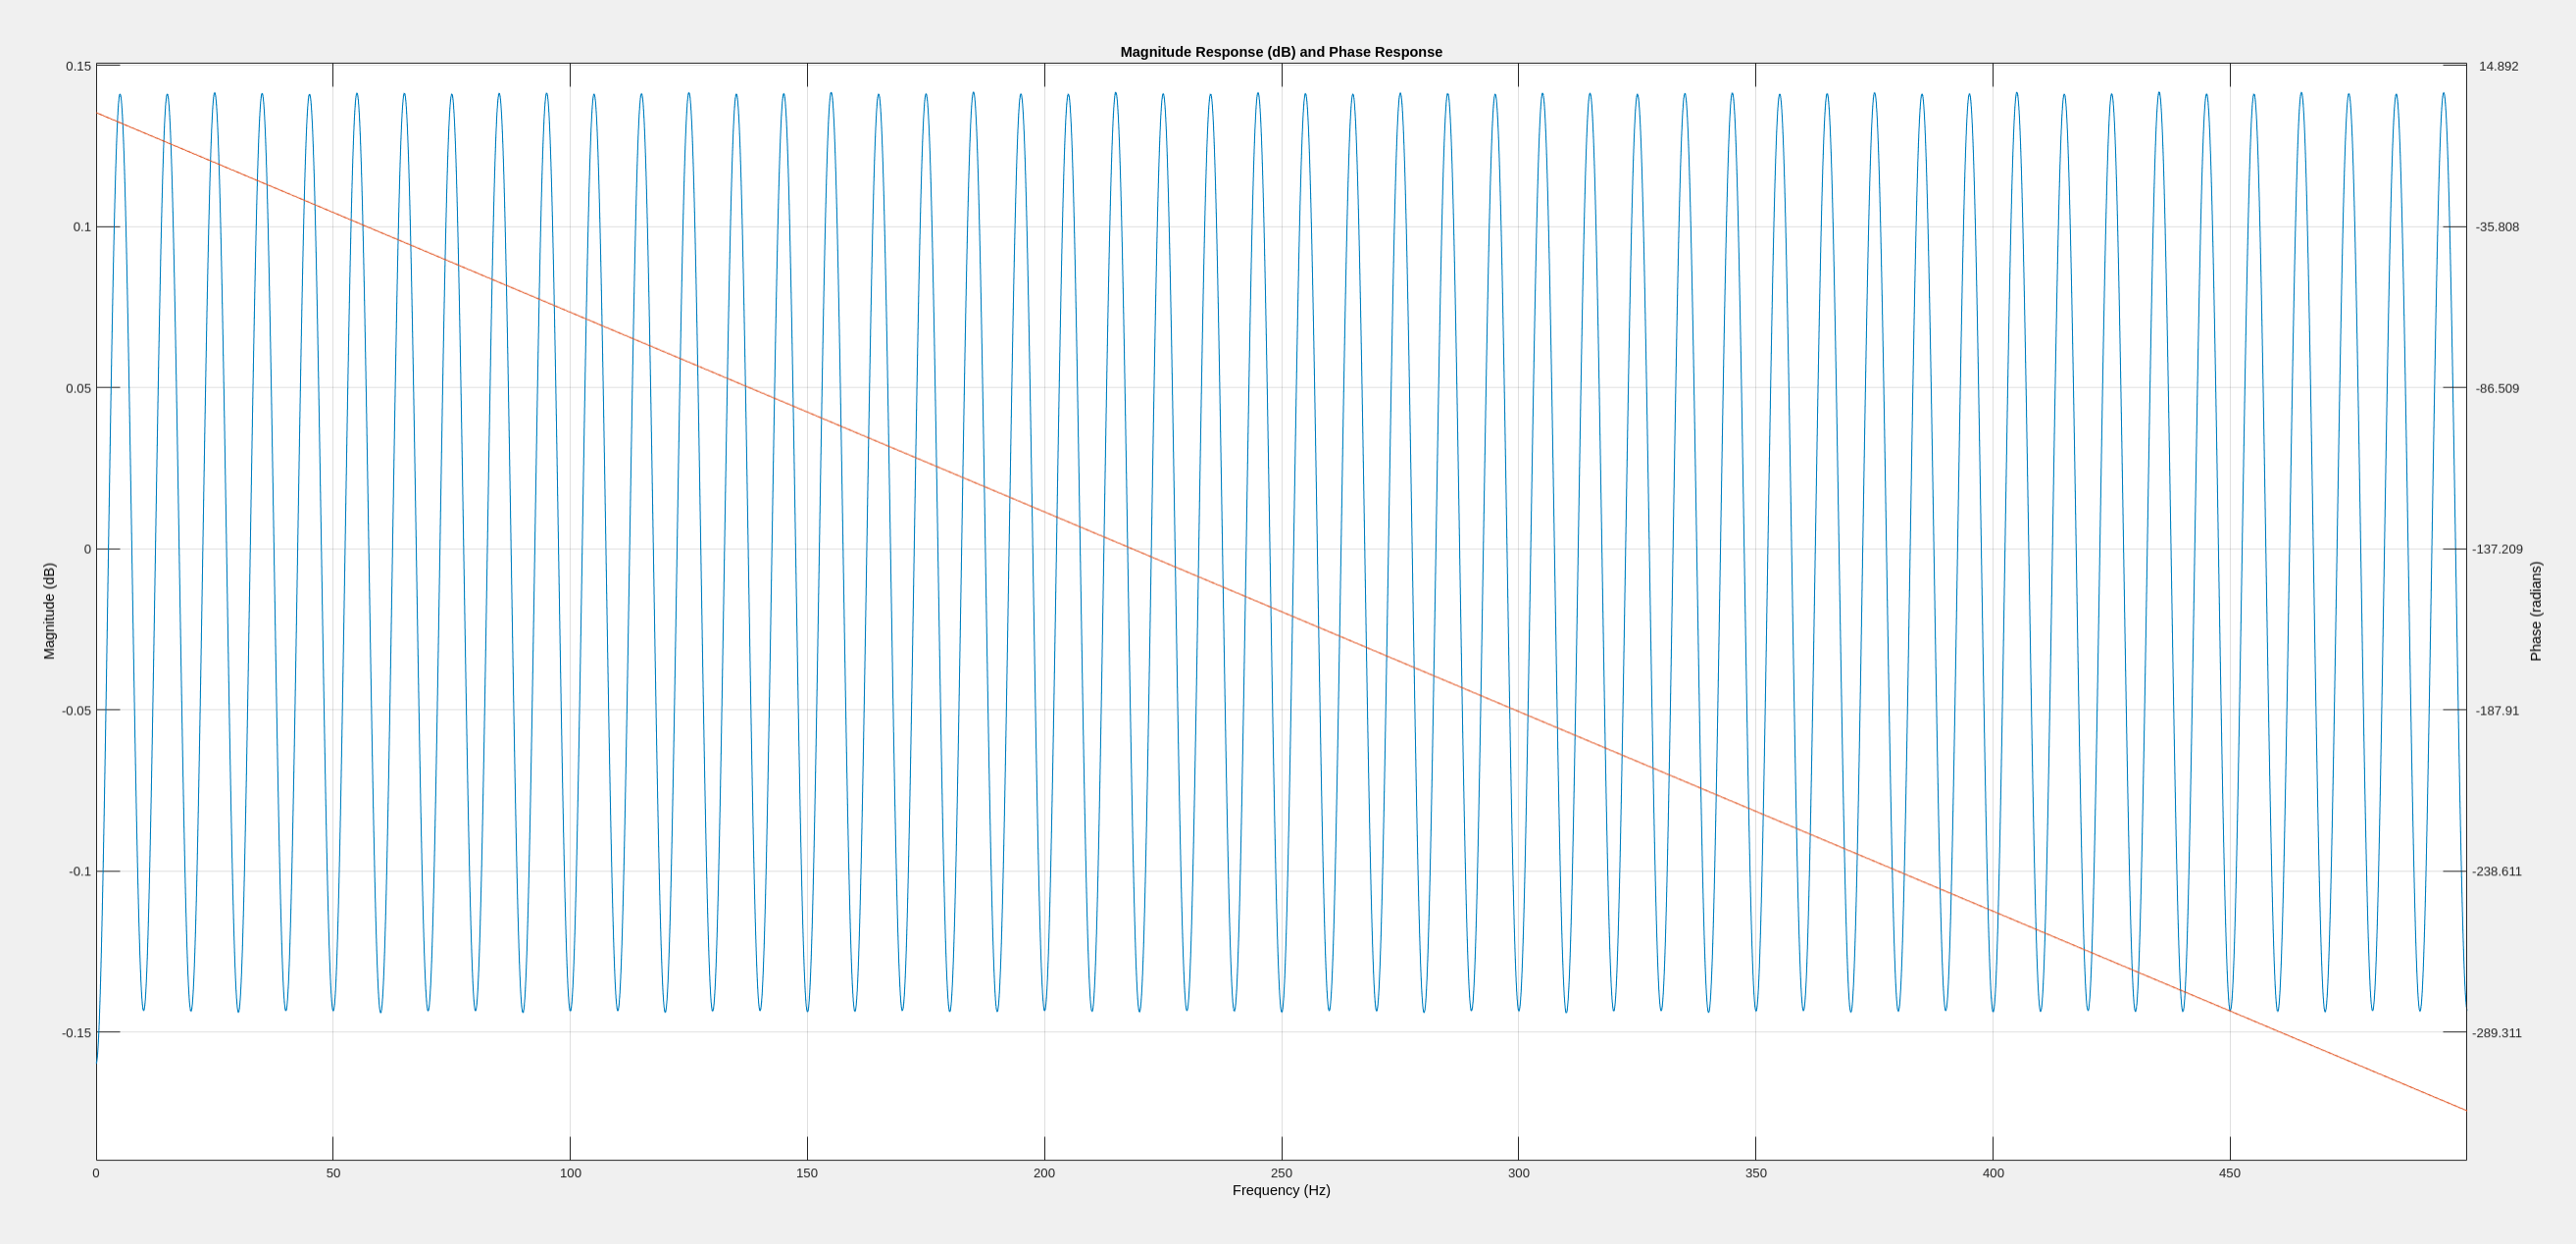 Magnitude Response (dB) and Phase Response
0.15
0.1
0.05
0
-0.05
-0.1
-0.15
Magnitude (dB)
14.892
-35.808
-86.509
-137.209
-187.91
-238.611
-289.311
Phase (radians)
0 50 100 150 200 250 300 350 400 450
Frequency (Hz)